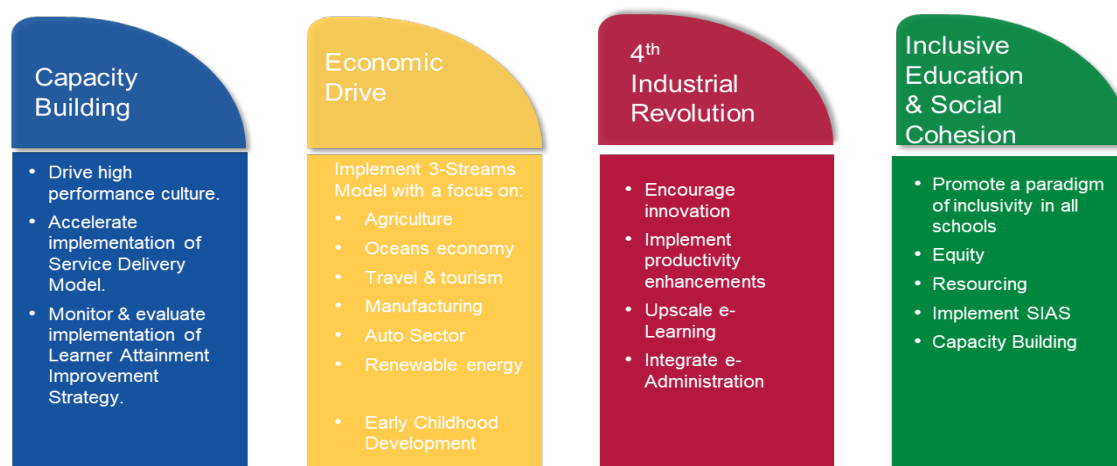 Capacity
Building
• Drive high
performance culture.
• Accelerate
implementation of
Service Delivery
Model.
• Monitor & evaluate
implementation of
Learner Attainment
Improvement
Strategy.
Economic
Drive
Implement 3-Streams
Model with a focus on:
• Agriculture
• Oceans economy
• Travel & tourism
• Manufacturing
• Auto Sector
• Renewable energy
• Early Childhood
Development
4th
Industrial
Revolution
• Encourage
innovation
• Implement
productivity
enhancements
• Upscale e-
Learning
• Integrate e-
Administration
Inclusive
Education
& Social
Cohesion
• Promote a paradigm
of inclusivity in all
schools
• Equity
• Resourcing
• Implement SIAS
• Capacity Building